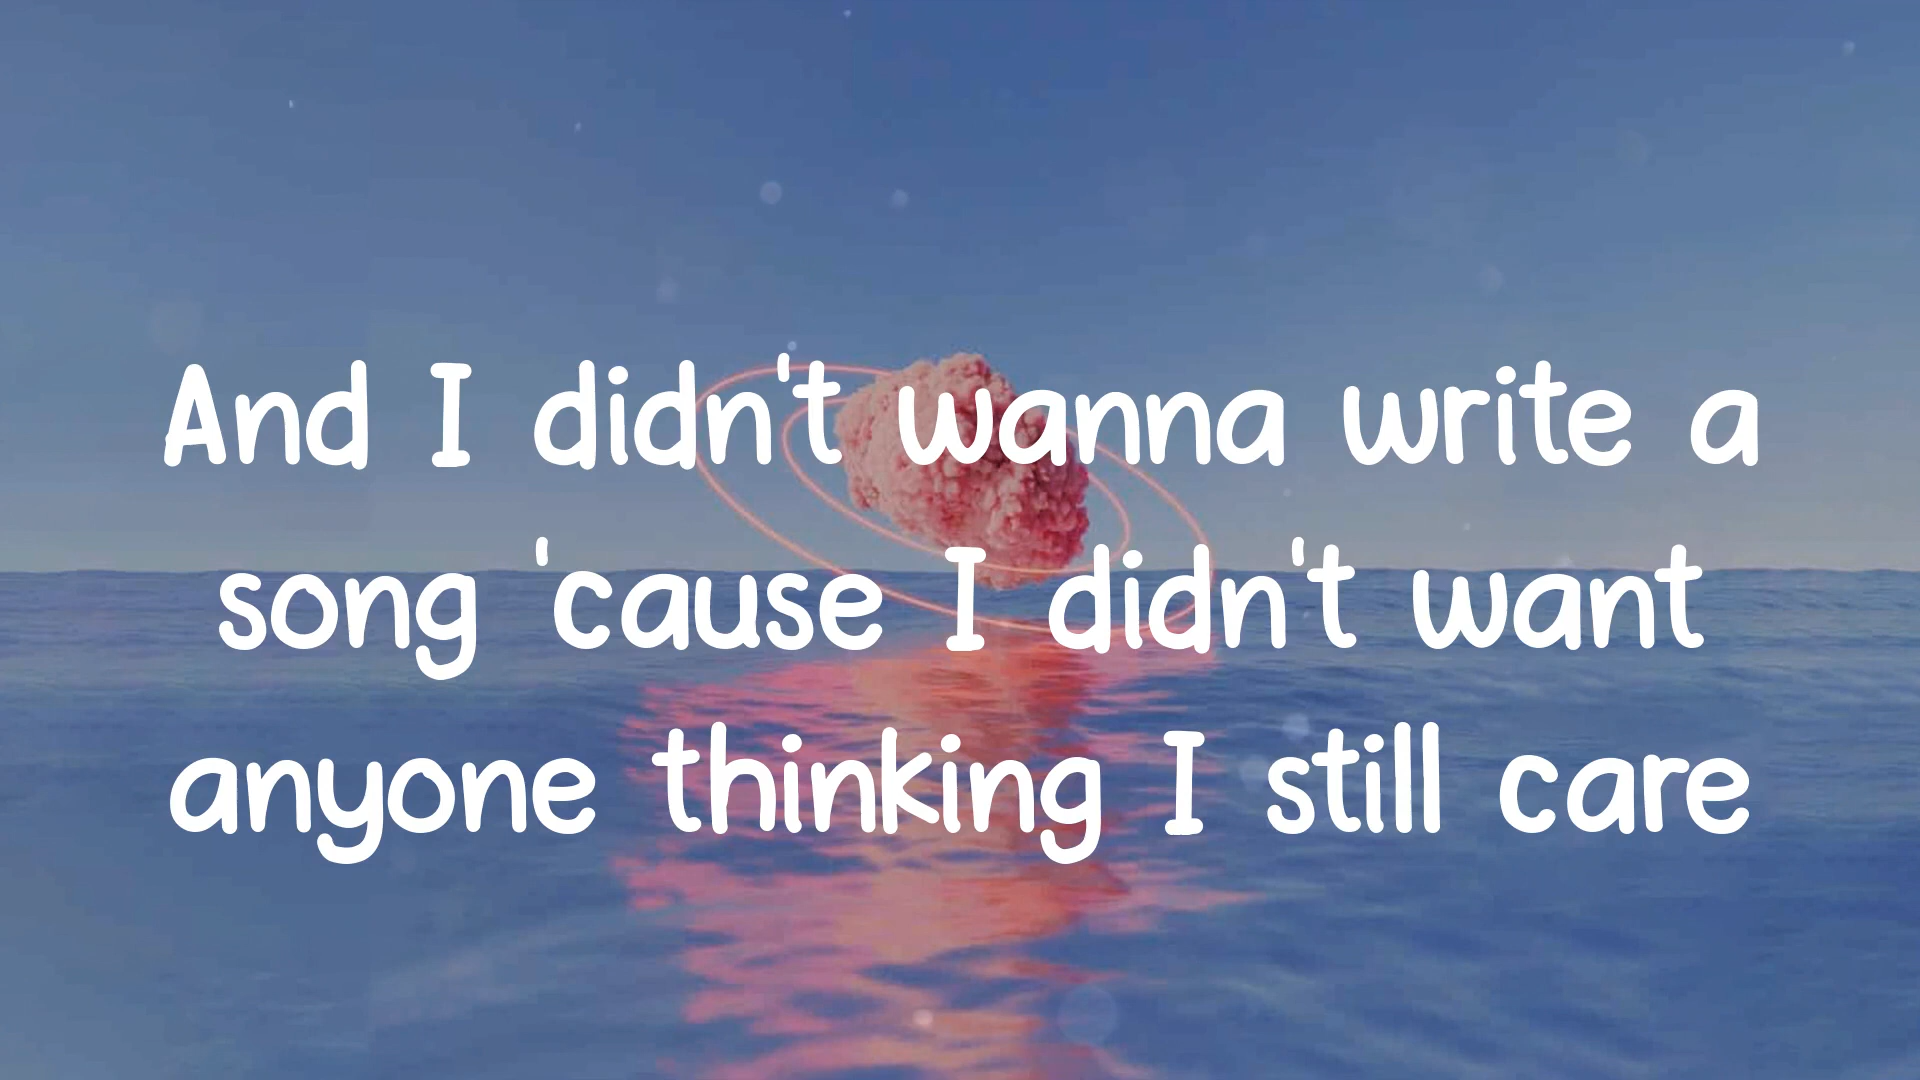 And I didn't wanna write a
song 'cause I didn't want
anyone thinking I still care